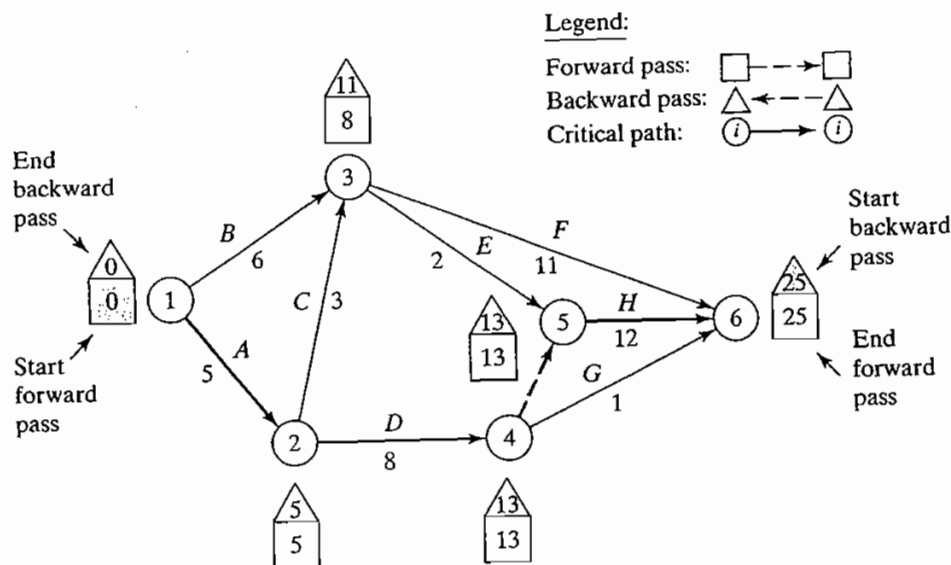 Legend:
Forward pass:
Backward pass:
Critical path: i i
11
8
3
End
backward
pass
0
0
1
Start
forward
pass
B
6
C 3
A
5
E
2
F
11
Start
backward
pass
25
25
6
End
forward
pass
13
13
5
H
12
G
1
2
D
8
4
5
5
13
13